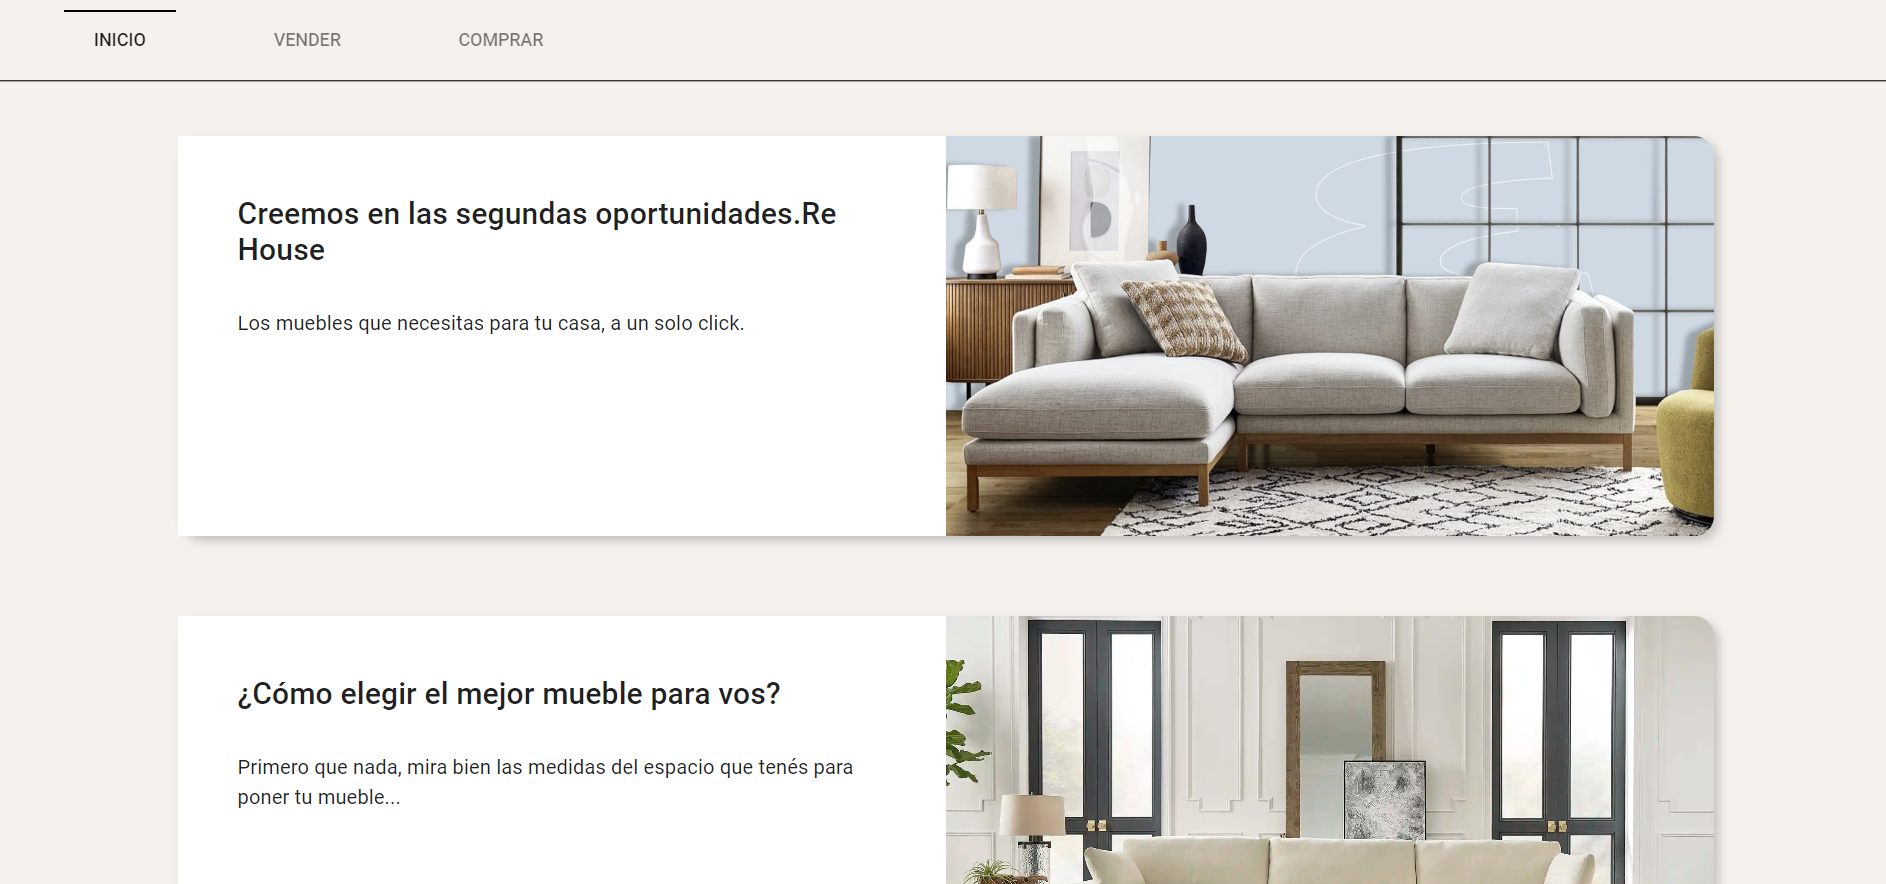 INICIO
VENDER
COMPRAR
Creemos en las segundas oportunidades.Re
House
Los muebles que necesitas para tu casa, a un solo click.
¿Cómo elegir el mejor mueble para vos?
Primero que nada, mira bien las medidas del espacio que tenés para
poner tu mueble...